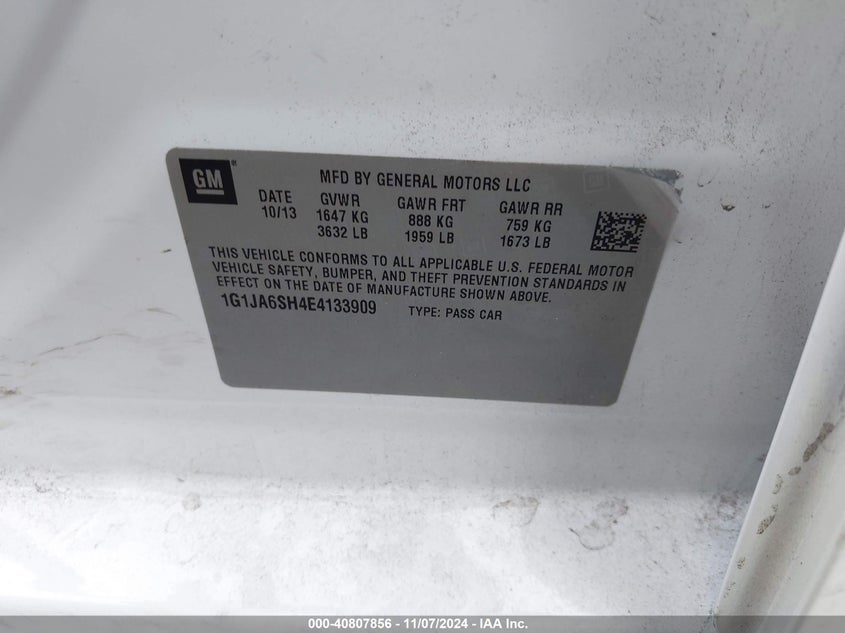 GM
MFD BY GENERAL MOTORS LLC
DATE GVWR GAWR FRT GAWR RR
10/13 1647 KG 888 KG 759 KG
3632 LB 1959 LB 1673 LB
THIS VEHICLE CONFORMS TO ALL APPLICABLE U.S. FEDERAL MOTOR
VEHICLE SAFETY, BUMPER, AND THEFT PREVENTION STANDARDS IN
EFFECT ON THE DATE OF MANUFACTURE SHOWN ABOVE.
1G1JA6SH4E4133909 TYPE: PASS CAR
000-40807856 - 11/07/2024 - IAA Inc.